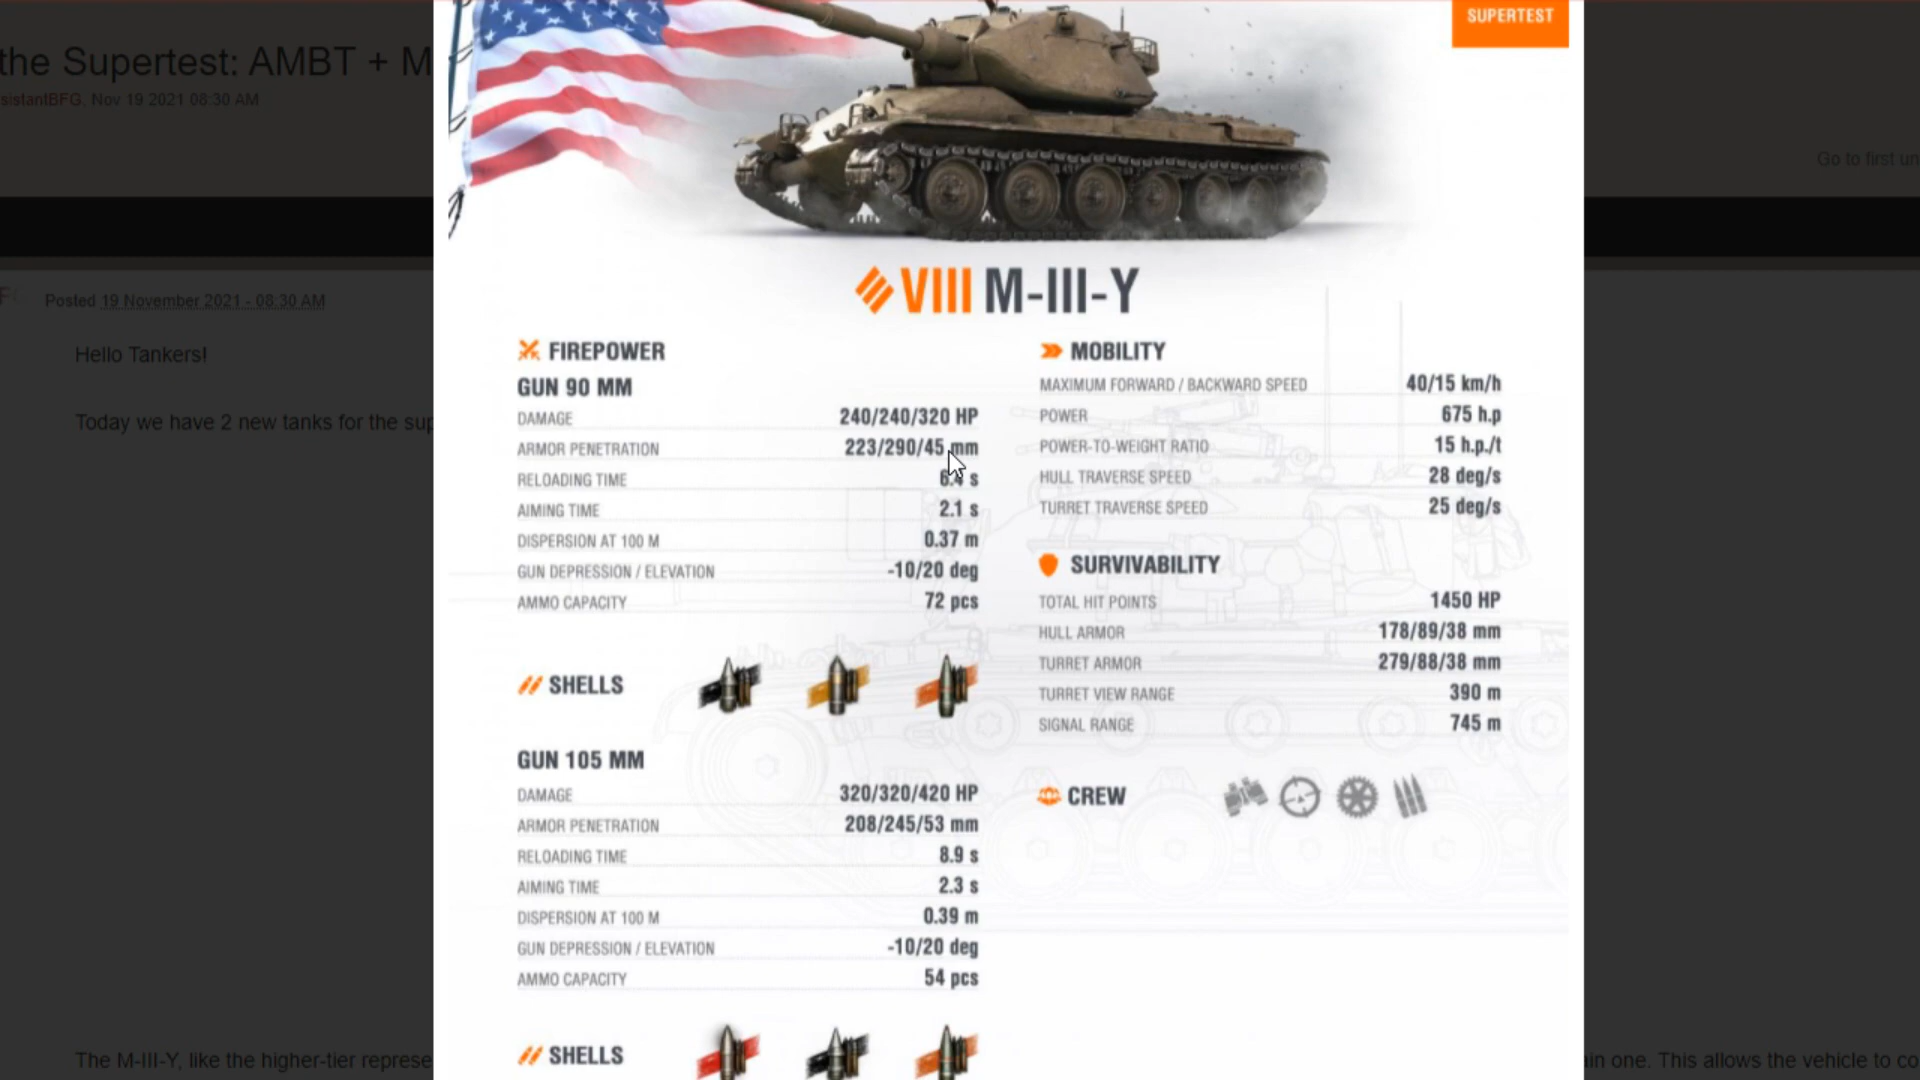 SUPERTEST
the Supertest: AMBT + M
sistantBFG, Nov 19 2021 08:30 AM
Go to first un
Posted 19 November 2021 - 08:30 AM
Hello Tankers!
Today we have 2 new tanks for the sup
VIII M-III-Y
FIREPOWER
GUN 90 MM
DAMAGE 240/240/320 HP
ARMOR PENETRATION 223/290/45 mm
RELOADING TIME 6.4 s
AIMING TIME 2.1 s
DISPERSION AT 100 M 0.37 m
GUN DEPRESSION / ELEVATION -10/20 deg
AMMO CAPACITY 72 pcs
SHELLS
GUN 105 MM
DAMAGE 320/320/420 HP
ARMOR PENETRATION 208/245/53 mm
RELOADING TIME 8.9 s
AIMING TIME 2.3 s
DISPERSION AT 100 M 0.39 m
GUN DEPRESSION / ELEVATION -10/20 deg
AMMO CAPACITY 54 pcs
SHELLS
MOBILITY
MAXIMUM FORWARD / BACKWARD SPEED 40/15 km/h
POWER 675 h.p
POWER-TO-WEIGHT RATIO 15 h.p./t
HULL TRAVERSE SPEED 28 deg/s
TURRET TRAVERSE SPEED 25 deg/s
SURVIVABILITY
TOTAL HIT POINTS 1450 HP
HULL ARMOR 178/89/38 mm
TURRET ARMOR 279/88/38 mm
TURRET VIEW RANGE 390 m
SIGNAL RANGE 745 m
CREW
The M-III-Y, like the higher-tier represe
ain one. This allows the vehicle to co